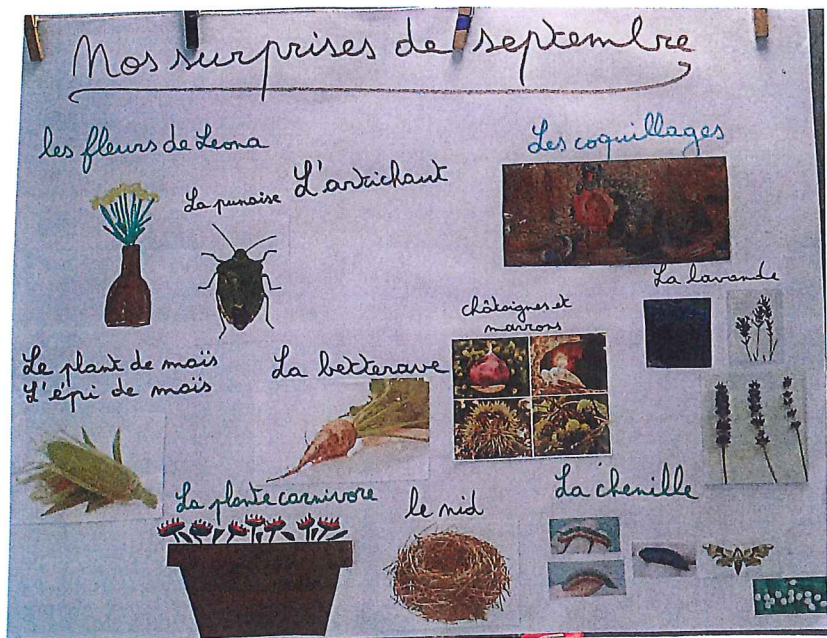 Nos surprises de septembre
les fleurs de Leona
La punaise
L'artichaut
Les coquillages
La lavande
châtaignes et
marrons
Le plant de maïs
L'épi de maïs
La betterave
La plante carnivore
le nid
La chenille